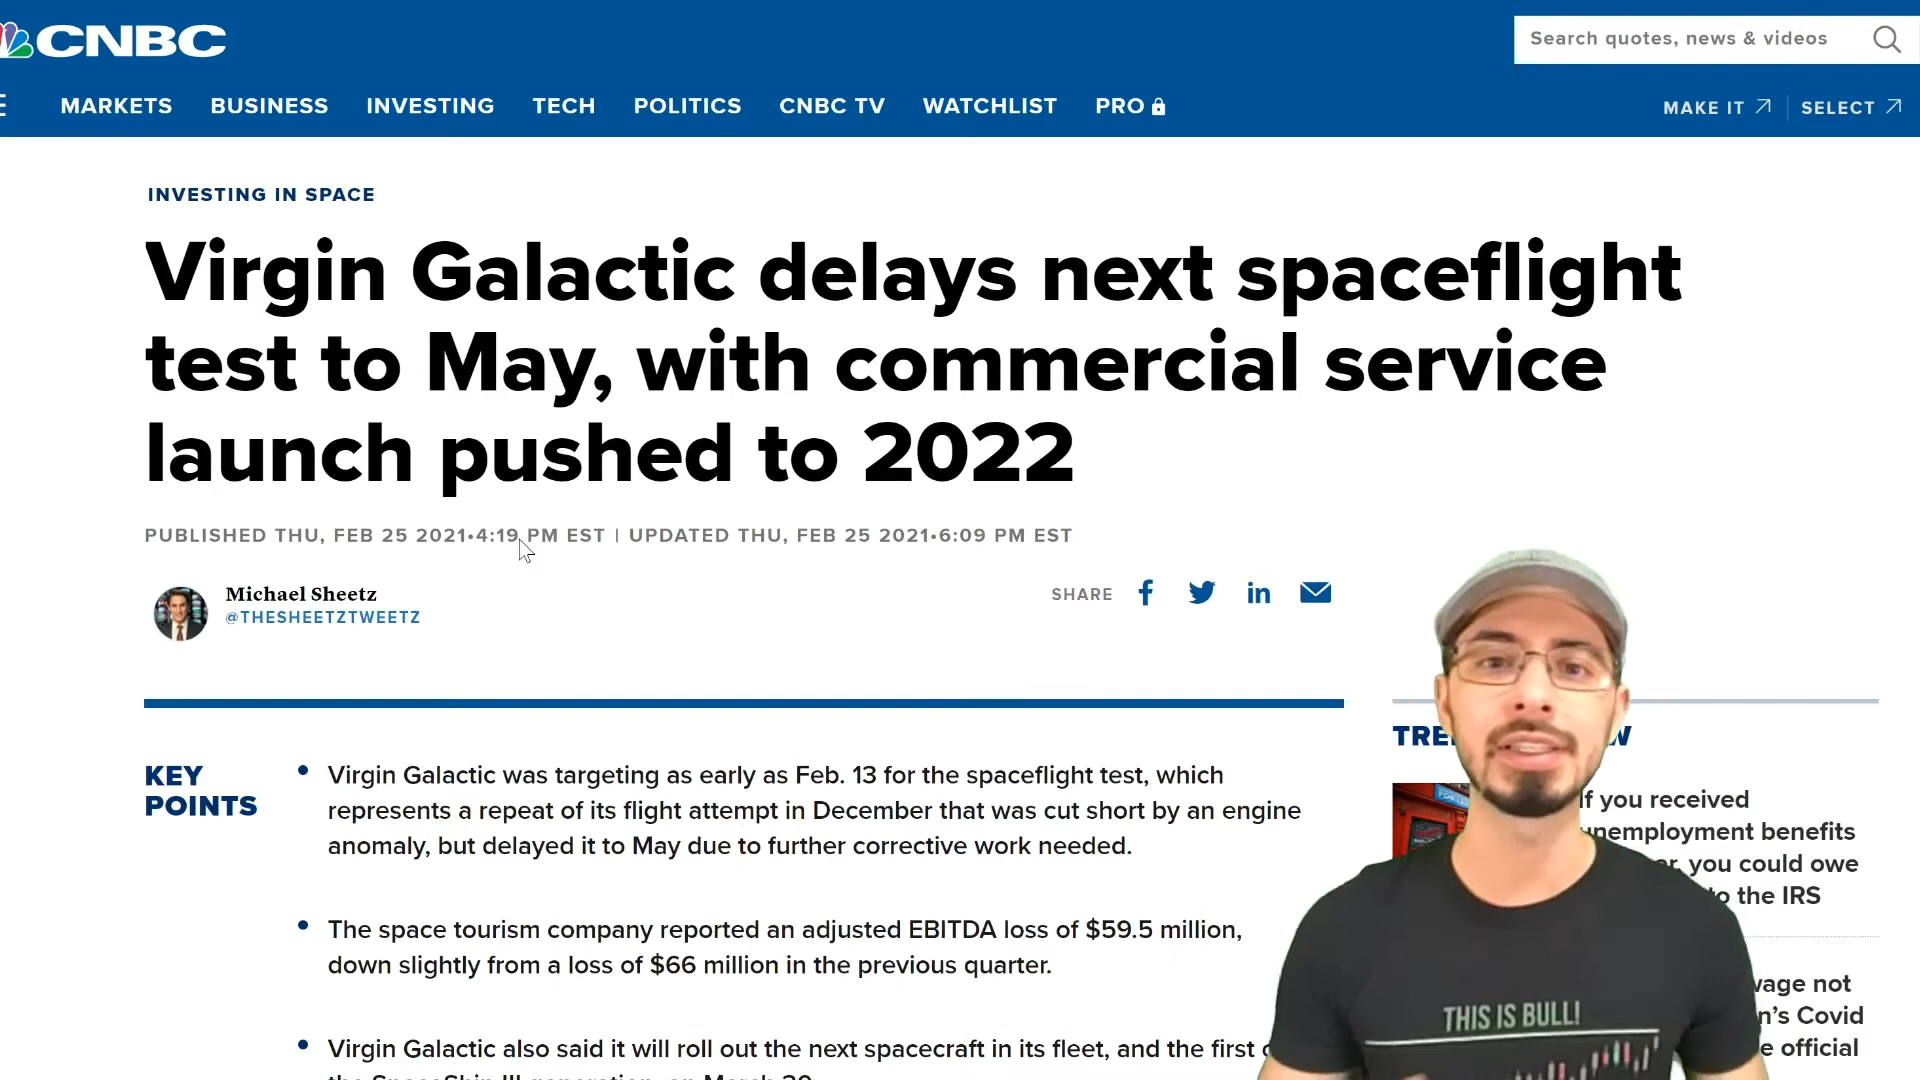 CNBC
Search quotes, news & videos
MARKETS BUSINESS INVESTING TECH POLITICS CNBC TV WATCHLIST PRO
MAKE IT SELECT
INVESTING IN SPACE
Virgin Galactic delays next spaceflight
test to May, with commercial service
launch pushed to 2022
PUBLISHED THU, FEB 25 2021•4:19 PM EST | UPDATED THU, FEB 25 2021•6:09 PM EST
Michael Sheetz
@THESHEETZTWEETZ
SHARE
KEY
POINTS
• Virgin Galactic was targeting as early as Feb. 13 for the spaceflight test, which
represents a repeat of its flight attempt in December that was cut short by an engine
anomaly, but delayed it to May due to further corrective work needed.
• The space tourism company reported an adjusted EBITDA loss of $59.5 million,
down slightly from a loss of $66 million in the previous quarter.
• Virgin Galactic also said it will roll out the next spacecraft in its fleet, and the first
If you received
unemployment benefits
you could owe
to the IRS
not
Covid
official
THIS IS BULL!